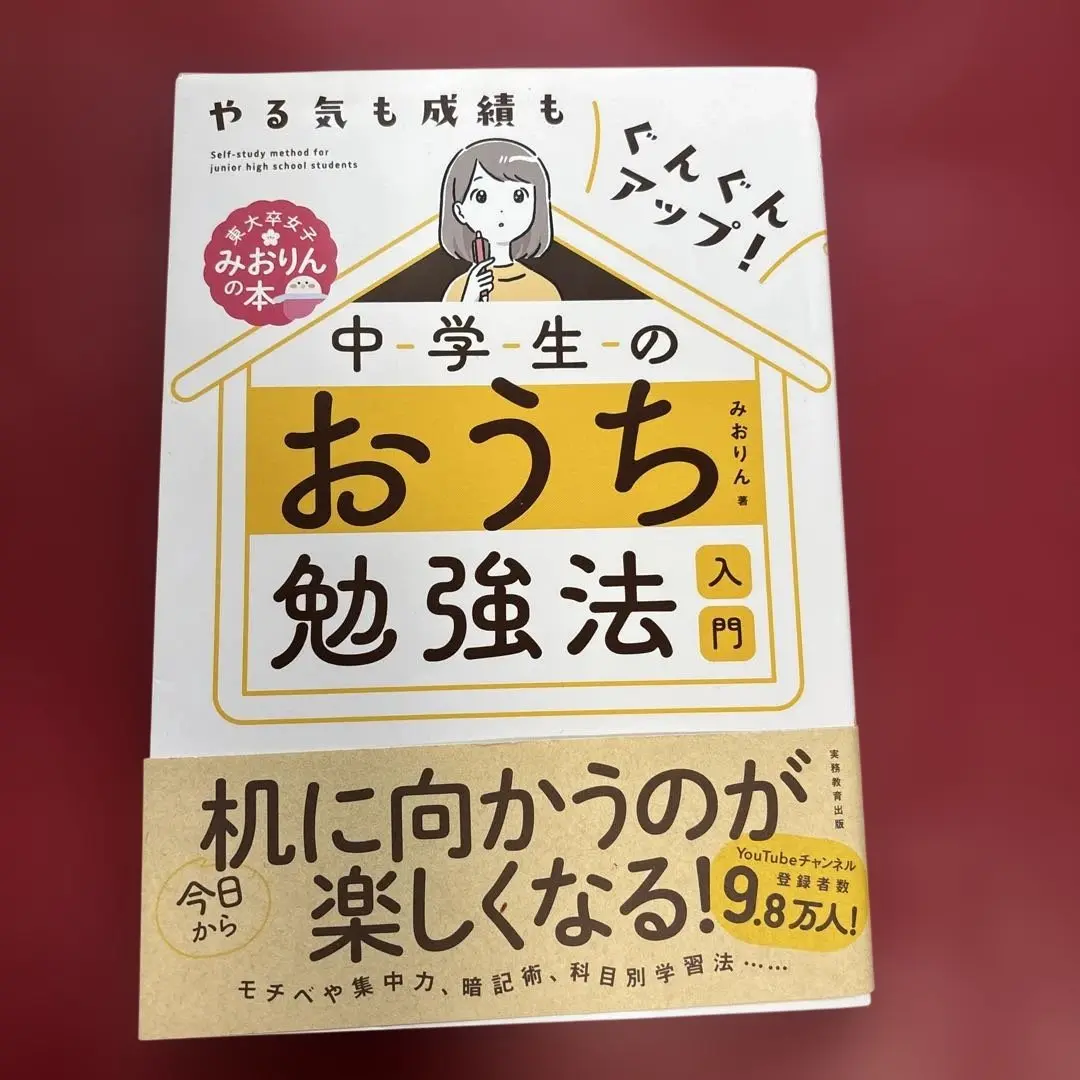 やる気も成績も
ぐんぐん
アップ!
Self-study method for
junior high school students
東大卒女子
みおりん
の本
中-学-生-の
おうち
勉強法
入門
みおりん 著
机に向かうのが
今日
から
楽しくなる!
YouTubeチャンネル
登録者数
9.8万人!
モチベや集中力、暗記術、科目別学習法……
実務教育出版